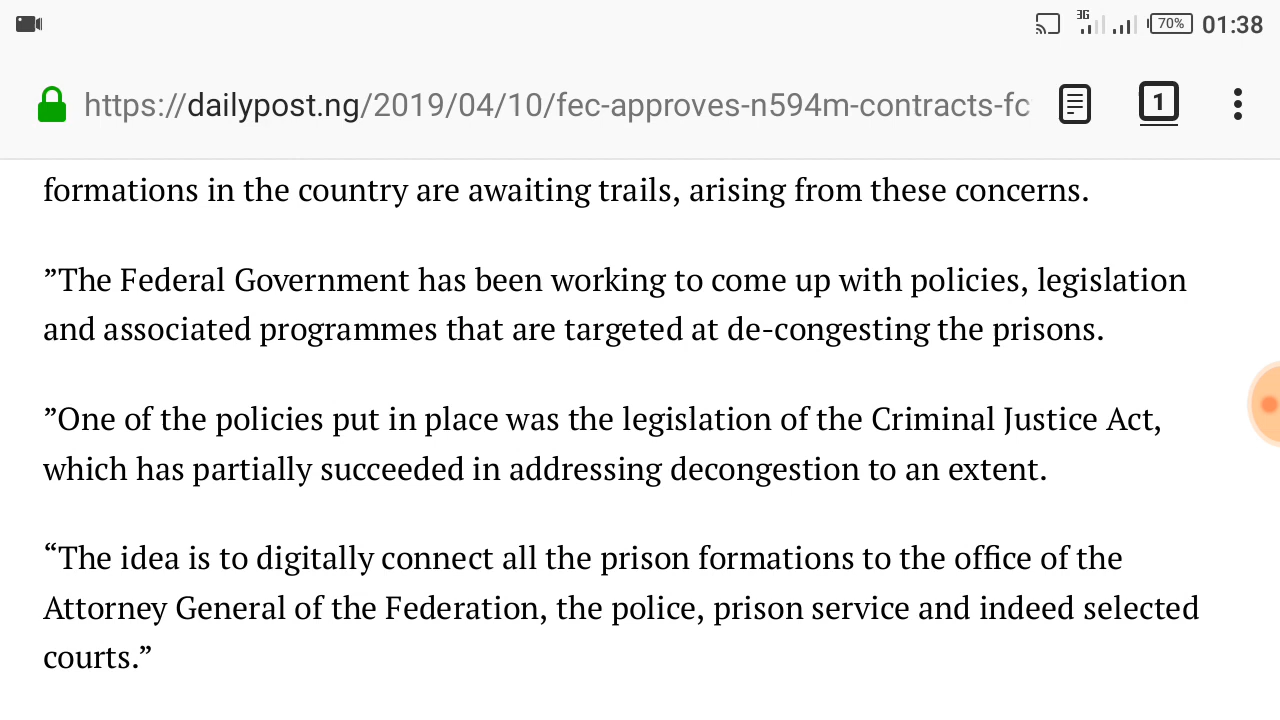 3G
70%
01:38
https://dailypost.ng/2019/04/10/fec-approves-n594m-contracts-fc
1
formations in the country are awaiting trails, arising from these concerns.
”The Federal Government has been working to come up with policies, legislation
and associated programmes that are targeted at de-congesting the prisons.
”One of the policies put in place was the legislation of the Criminal Justice Act,
which has partially succeeded in addressing decongestion to an extent.
“The idea is to digitally connect all the prison formations to the office of the
Attorney General of the Federation, the police, prison service and indeed selected
courts.”